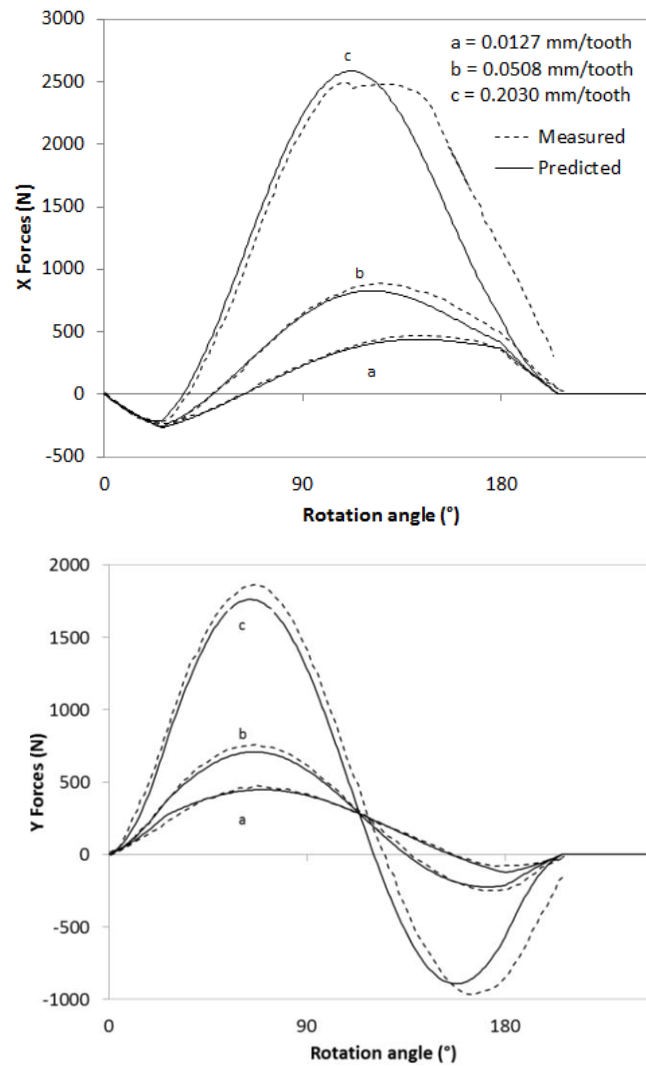 3000
2500
2000
1500
1000
500
0
-500
X Forces (N)
c
a = 0.0127 mm/tooth
b = 0.0508 mm/tooth
c = 0.2030 mm/tooth
Measured
Predicted
b
a
0 90 180
Rotation angle (°)
2000
1500
1000
500
0
-500
-1000
Y Forces (N)
c
b
a
0 90 180
Rotation angle (°)